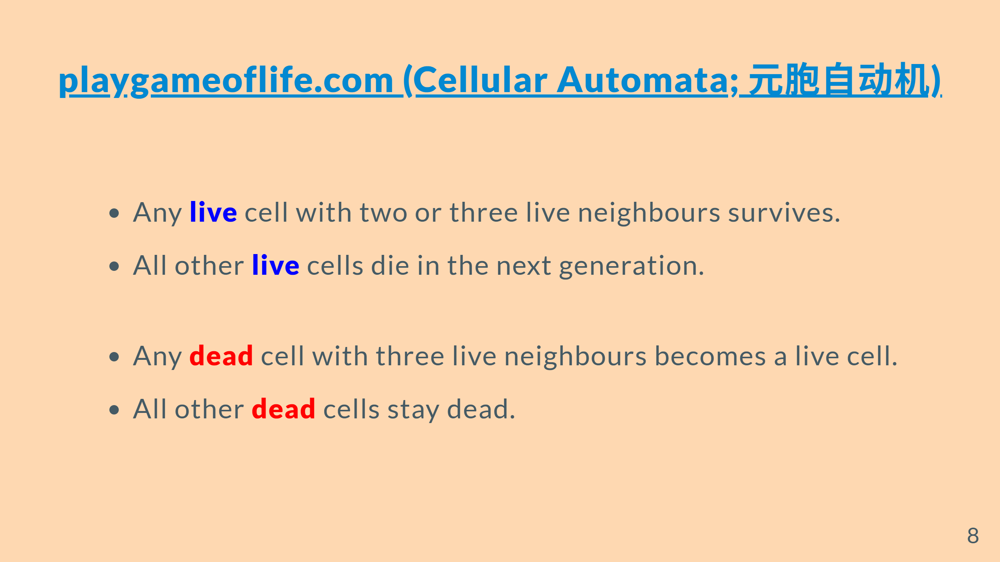 playgameoflife.com (Cellular Automata; 元胞自动机)
• Any live cell with two or three live neighbours survives.
• All other live cells die in the next generation.
• Any dead cell with three live neighbours becomes a live cell.
• All other dead cells stay dead.
8